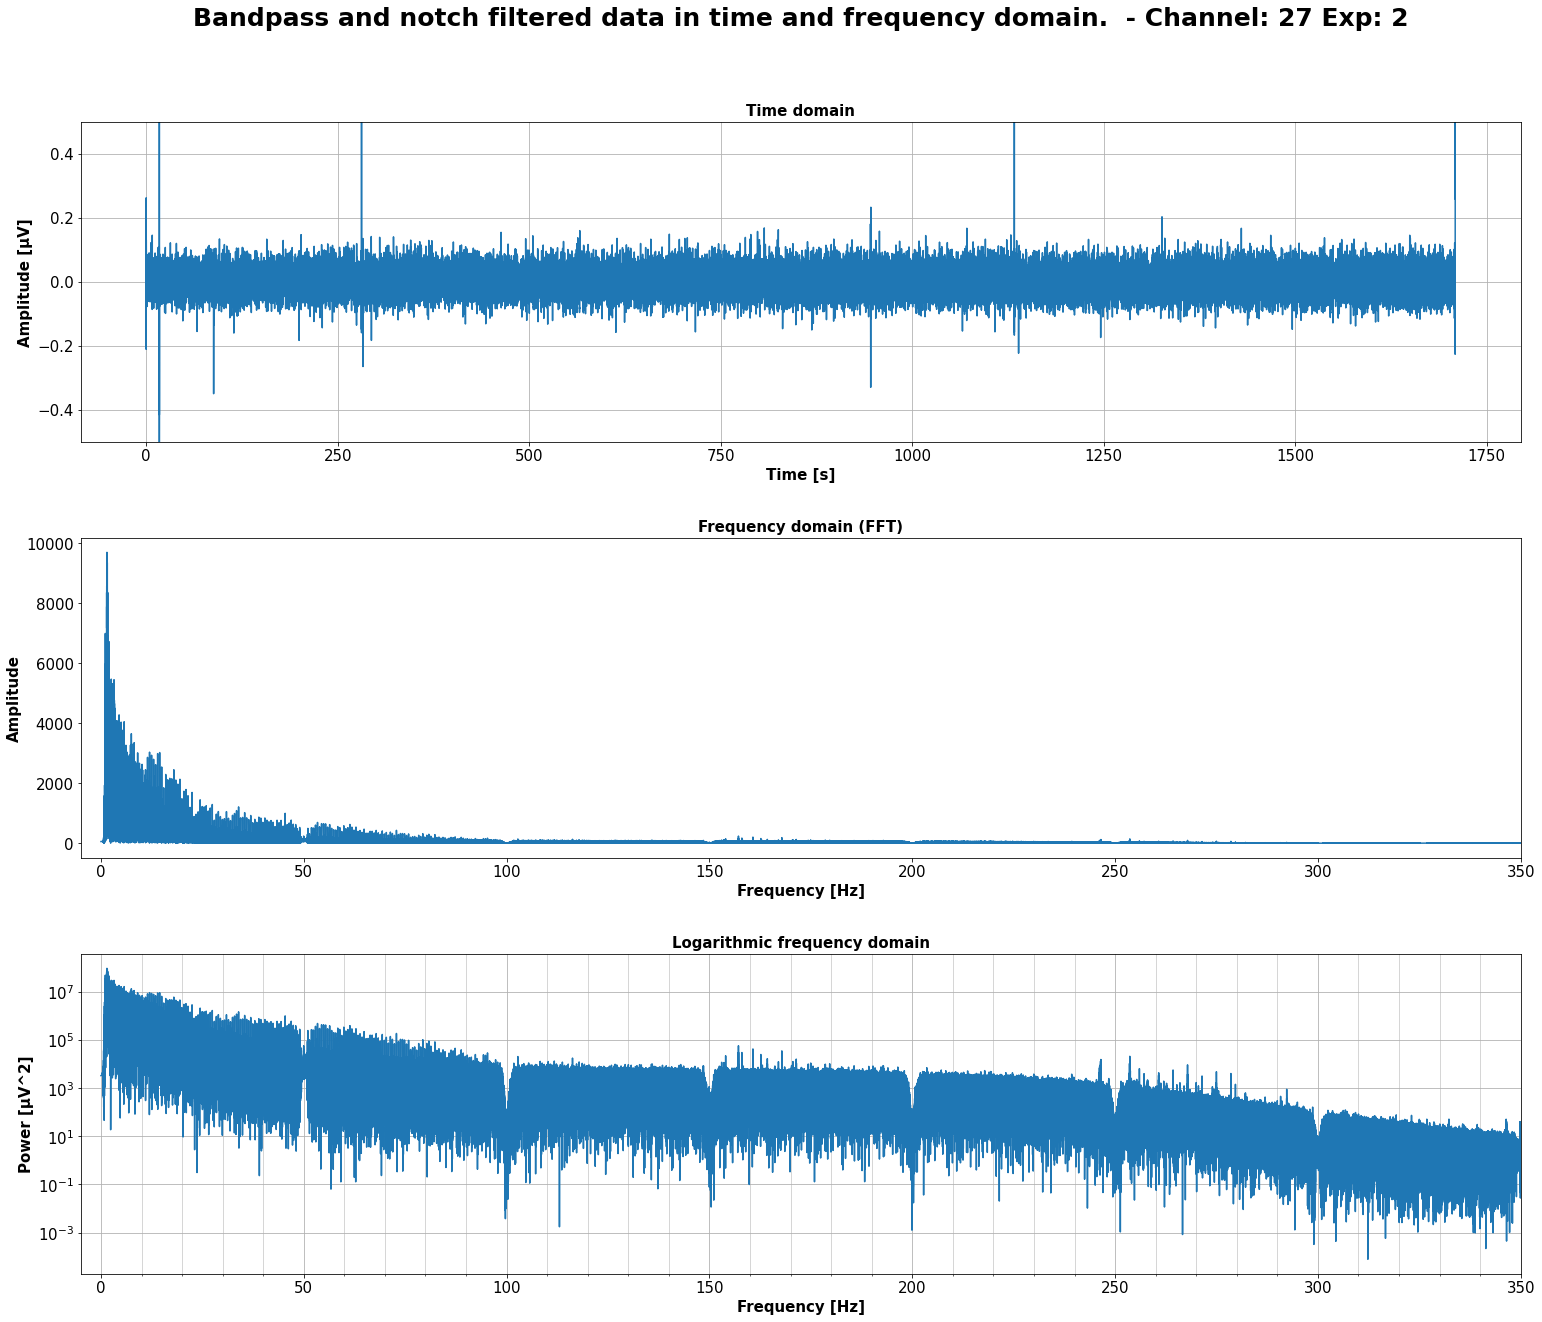 Bandpass and notch filtered data in time and frequency domain.  - Channel: 27 Exp: 2
Time domain
Amplitude [µV]
0.4
0.2
0.0
−0.2
−0.4
0 250 500 750 1000 1250 1500 1750
Time [s]
Frequency domain (FFT)
Amplitude
10000
8000
6000
4000
2000
0
0 50 100 150 200 250 300 350
Frequency [Hz]
Logarithmic frequency domain
Power [µV^2]
10^7
10^5
10^3
10^1
10^−1
10^−3
0 50 100 150 200 250 300 350
Frequency [Hz]